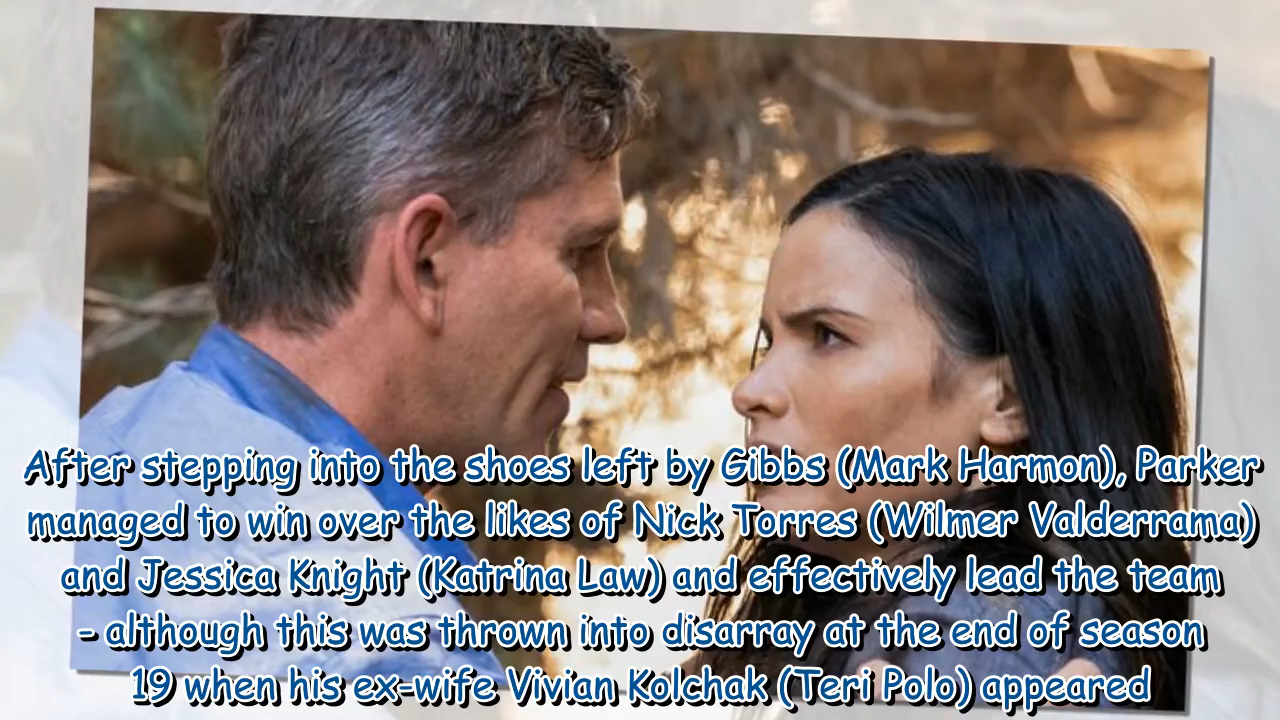 After stepping into the shoes left by Gibbs (Mark Harmon), Parker
managed to win over the likes of Nick Torres (Wilmer Valderrama)
and Jessica Knight (Katrina Law) and effectively lead the team
- although this was thrown into disarray at the end of season
19 when his ex-wife Vivian Kolchak (Teri Polo) appeared